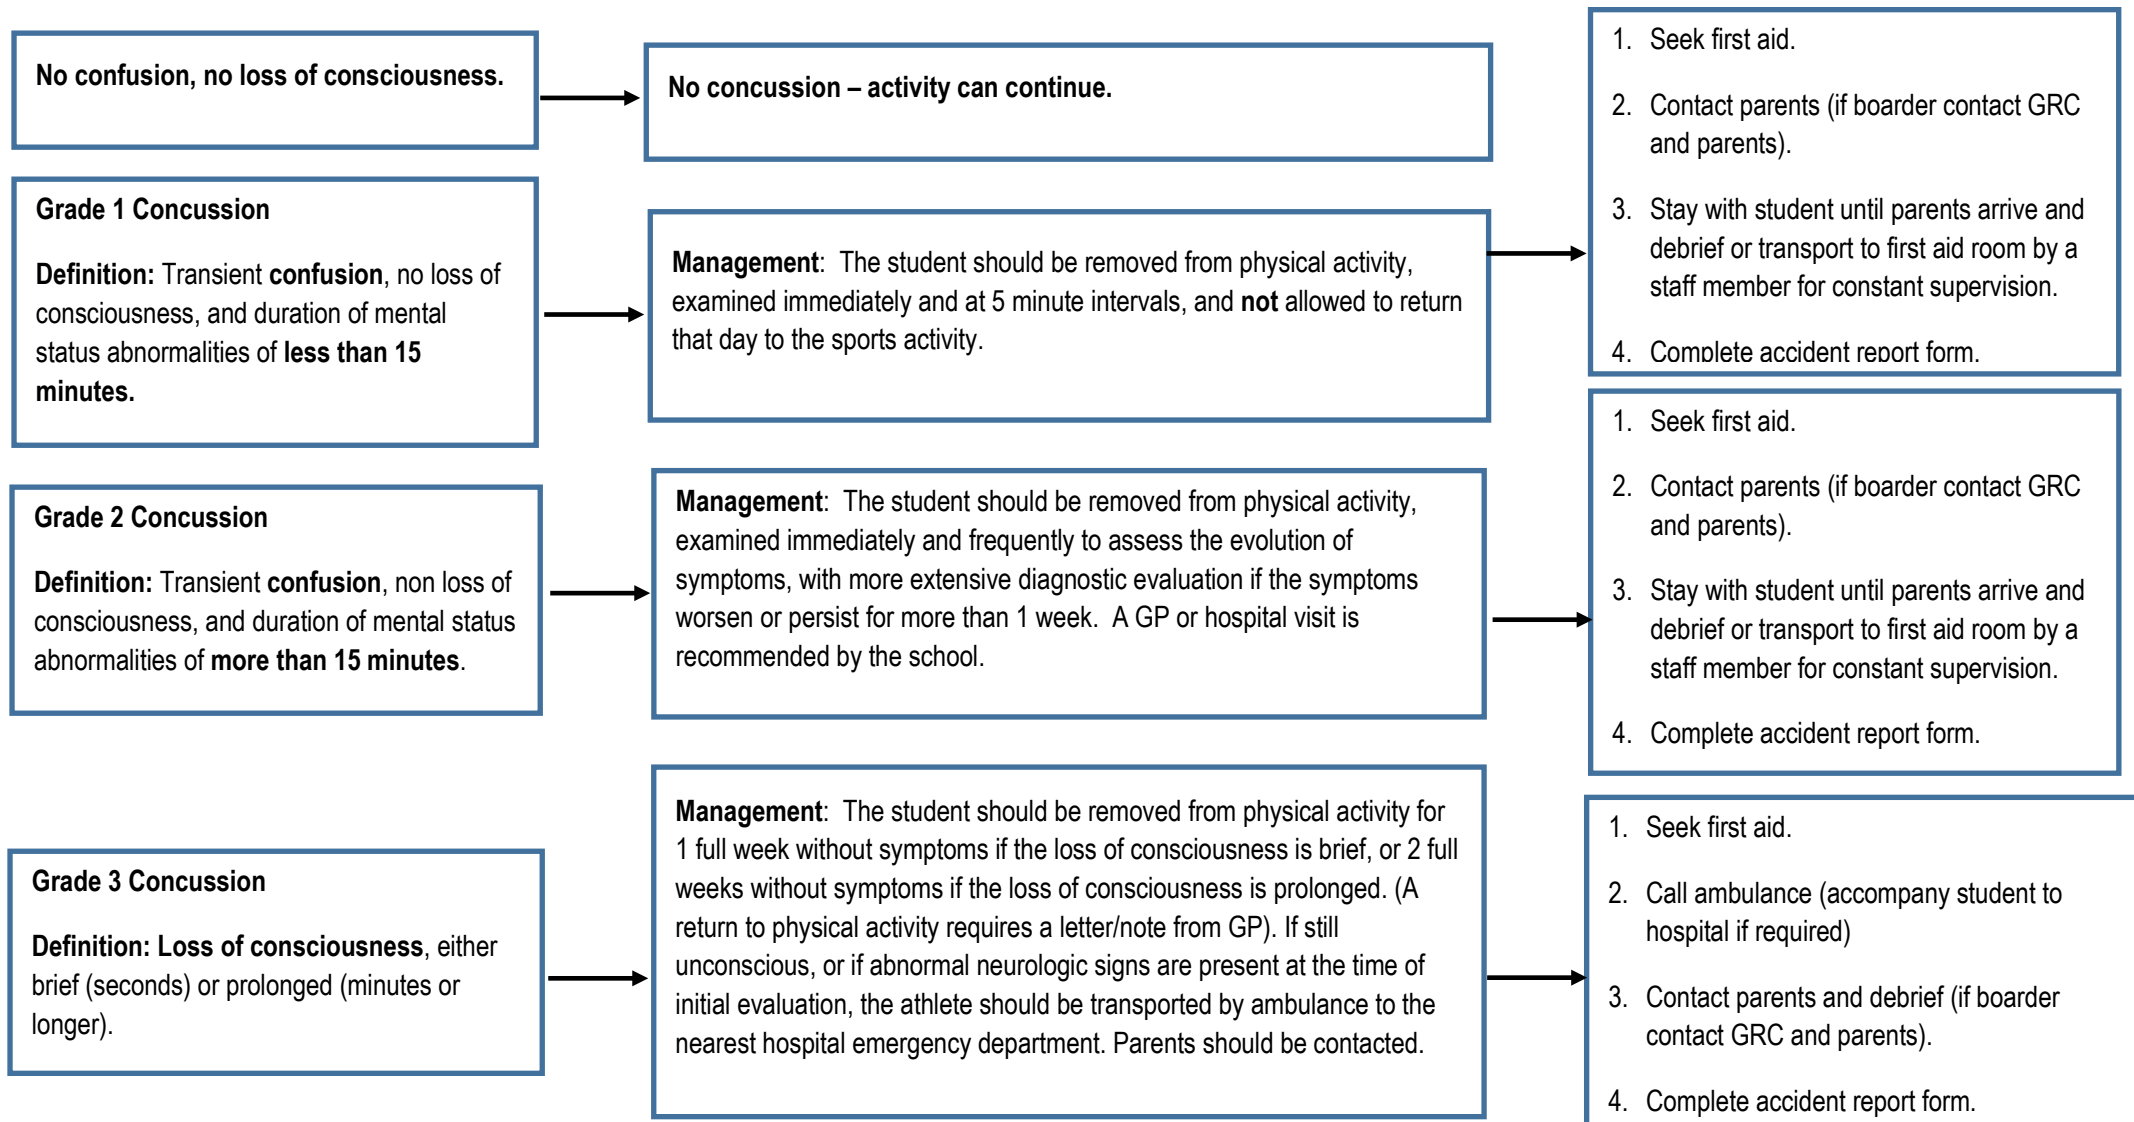 No confusion, no loss of consciousness.
No concussion – activity can continue.
Grade 1 Concussion
Definition: Transient confusion, no loss of
consciousness, and duration of mental
status abnormalities of less than 15
minutes.
Management:  The student should be removed from physical activity,
examined immediately and at 5 minute intervals, and not allowed to return
that day to the sports activity.
1. Seek first aid.
2. Contact parents (if boarder contact GRC
and parents).
3. Stay with student until parents arrive and
debrief or transport to first aid room by a
staff member for constant supervision.
4. Complete accident report form.
Grade 2 Concussion
Definition: Transient confusion, non loss of
consciousness, and duration of mental status
abnormalities of more than 15 minutes.
Management:  The student should be removed from physical activity,
examined immediately and frequently to assess the evolution of
symptoms, with more extensive diagnostic evaluation if the symptoms
worsen or persist for more than 1 week.  A GP or hospital visit is
recommended by the school.
1. Seek first aid.
2. Contact parents (if boarder contact GRC
and parents).
3. Stay with student until parents arrive and
debrief or transport to first aid room by a
staff member for constant supervision.
4. Complete accident report form.
Grade 3 Concussion
Definition: Loss of consciousness, either
brief (seconds) or prolonged (minutes or
longer).
Management:  The student should be removed from physical activity for
1 full week without symptoms if the loss of consciousness is brief, or 2 full
weeks without symptoms if the loss of consciousness is prolonged. (A
return to physical activity requires a letter/note from GP). If still
unconscious, or if abnormal neurologic signs are present at the time of
initial evaluation, the athlete should be transported by ambulance to the
nearest hospital emergency department. Parents should be contacted.
1. Seek first aid.
2. Call ambulance (accompany student to
hospital if required)
3. Contact parents and debrief (if boarder
contact GRC and parents).
4. Complete accident report form.